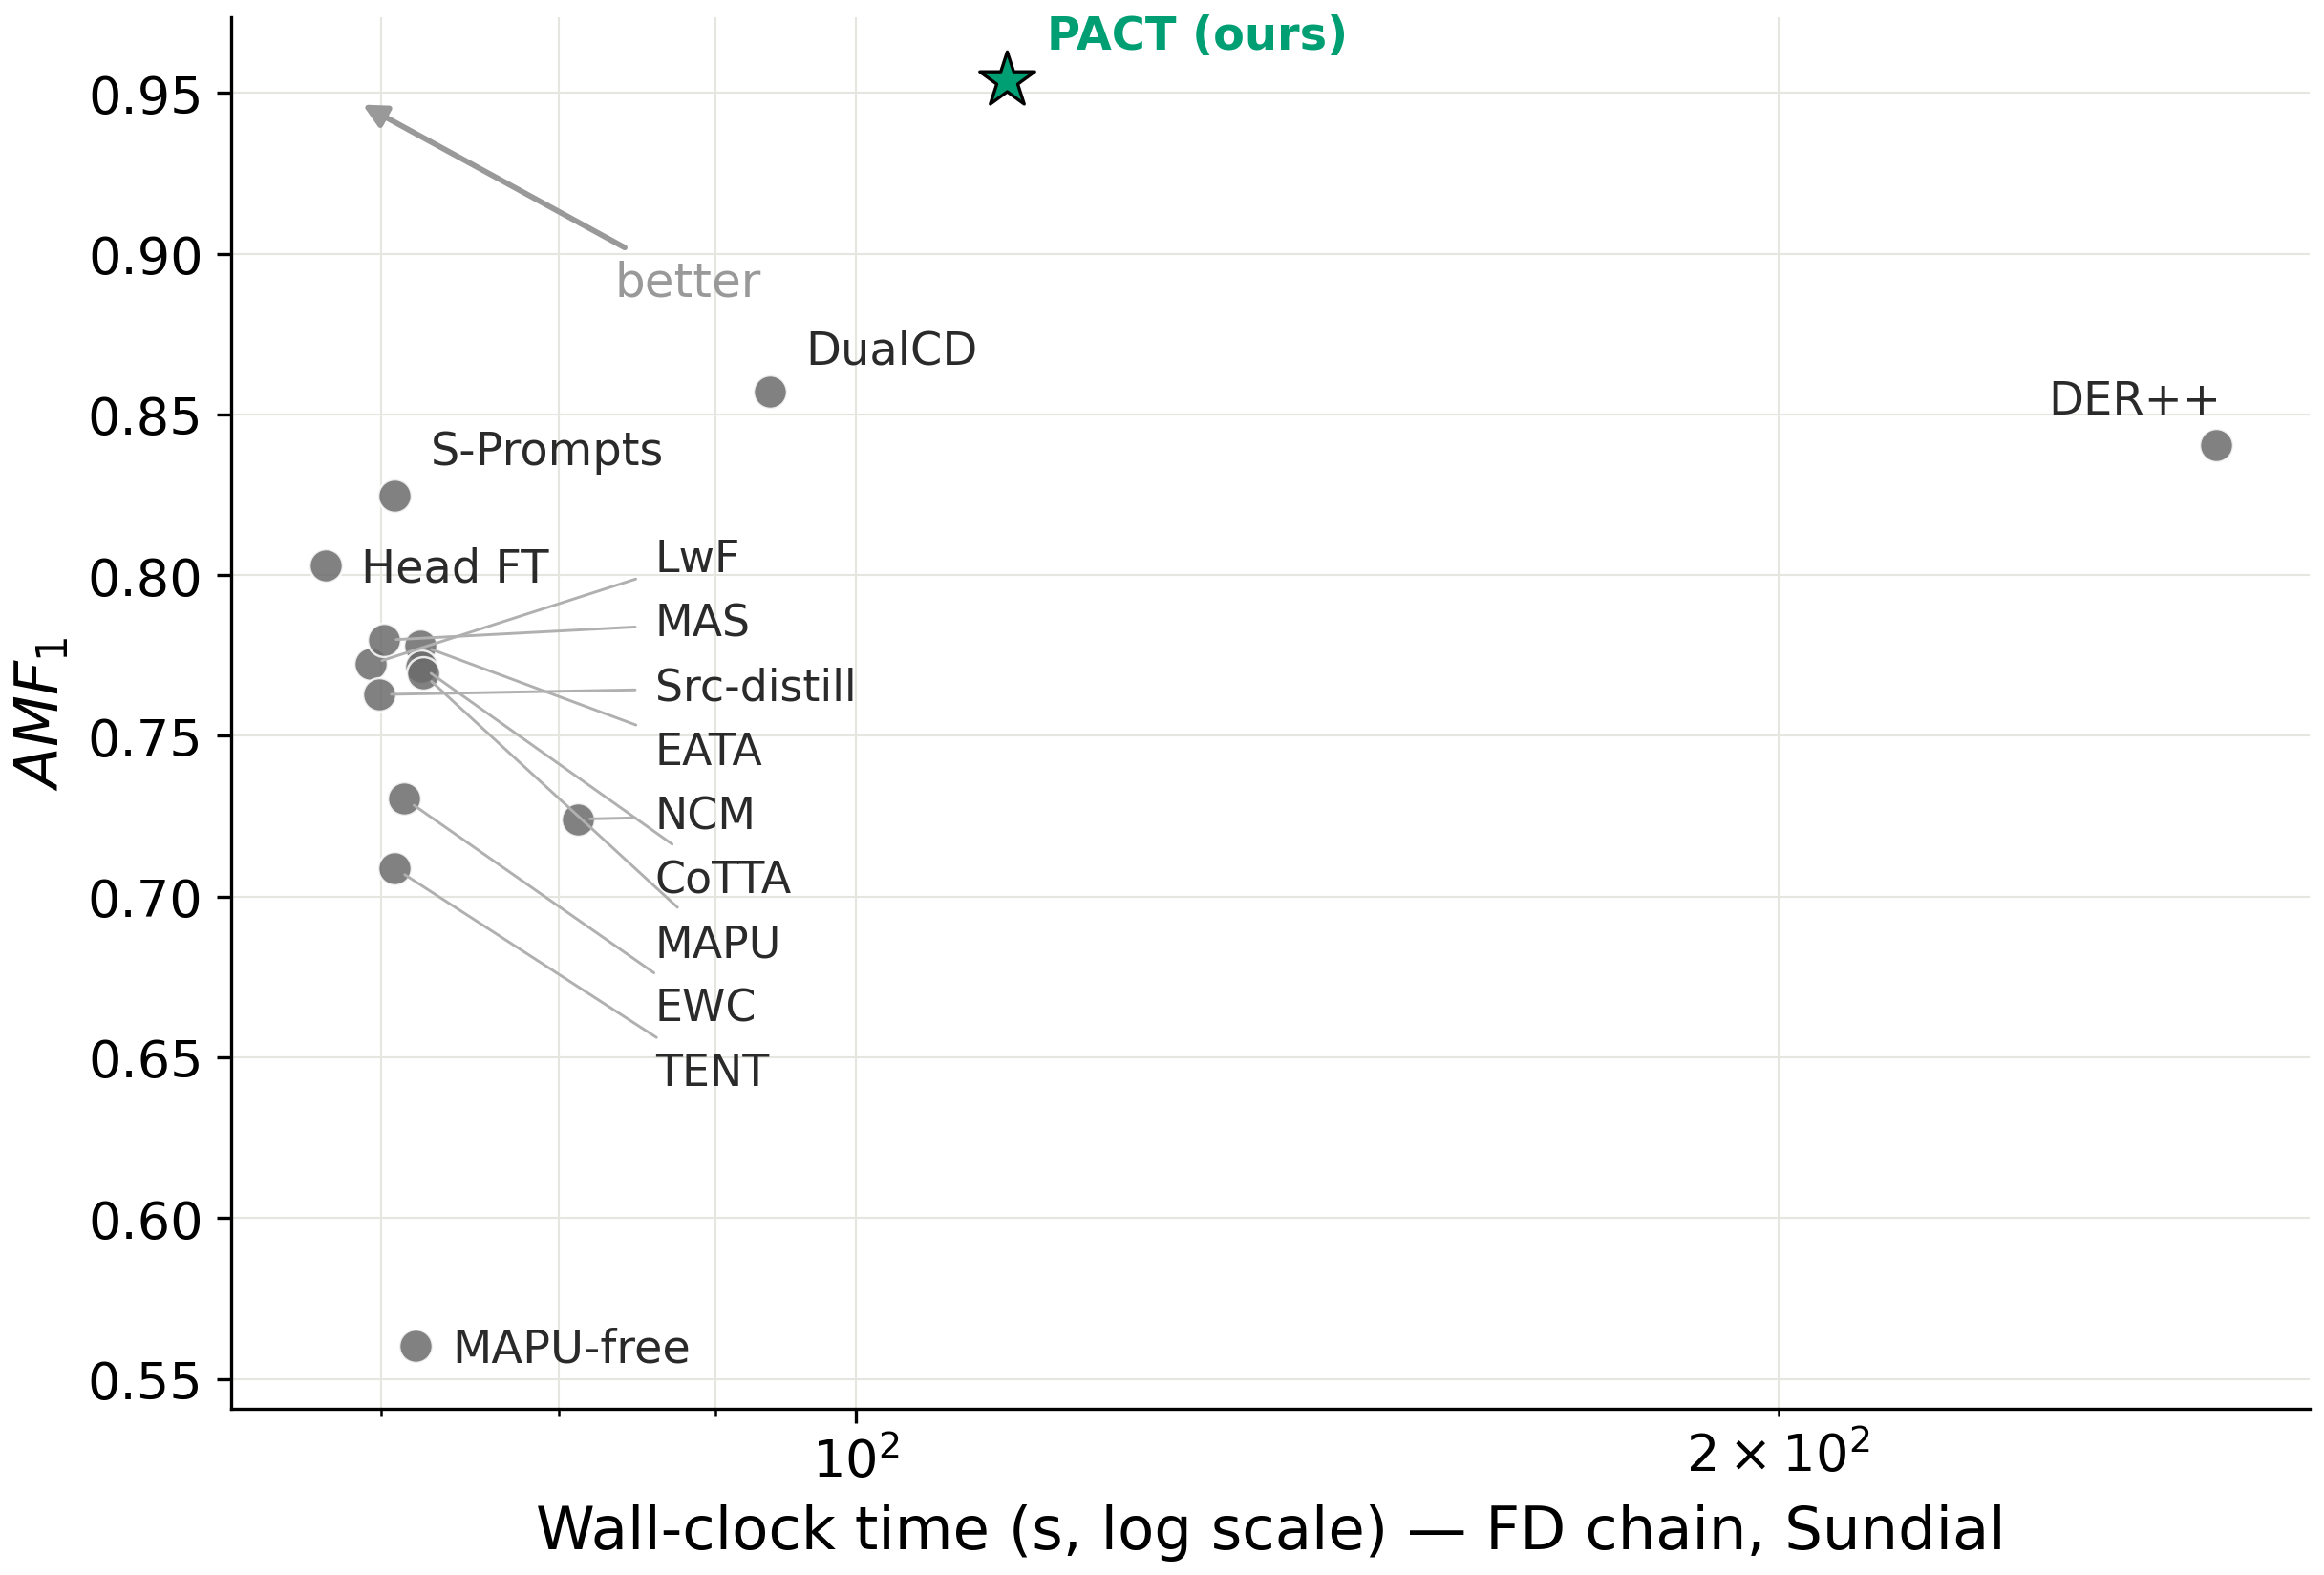 PACT (ours)
0.95
0.90
better
DualCD
0.85
DER++
S-Prompts
0.80
Head FT
LwF
MAS
Src-distill
0.75
EATA
NCM
0.70
CoTTA
MAPU
EWC
0.65
TENT
0.60
MAPU-free
0.55
AMF₁
10²
2 × 10²
Wall-clock time (s, log scale) — FD chain, Sundial